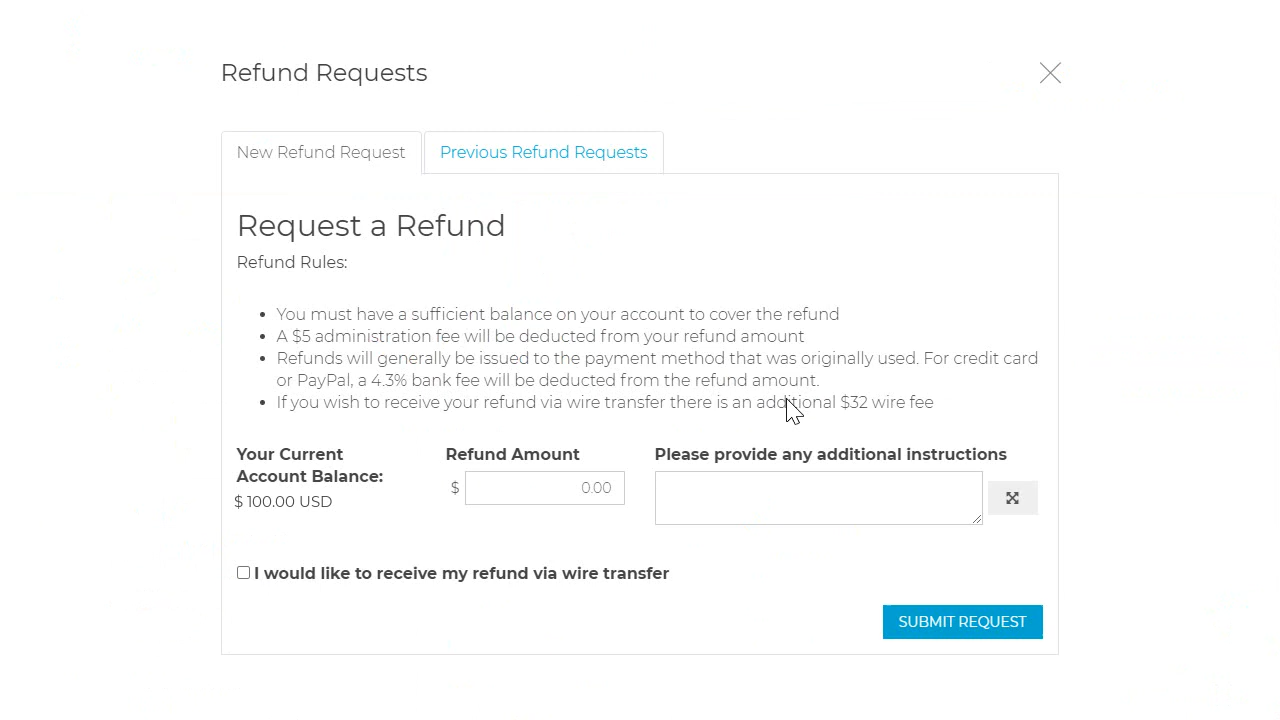 Refund Requests
New Refund Request
Previous Refund Requests
Request a Refund
Refund Rules:
You must have a sufficient balance on your account to cover the refund
A $5 administration fee will be deducted from your refund amount
Refunds will generally be issued to the payment method that was originally used. For credit card
or PayPal, a 4.3% bank fee will be deducted from the refund amount.
If you wish to receive your refund via wire transfer there is an additional $32 wire fee
Your Current
Account Balance:
$ 100.00 USD
Refund Amount
$ 0.00
Please provide any additional instructions
I would like to receive my refund via wire transfer
SUBMIT REQUEST